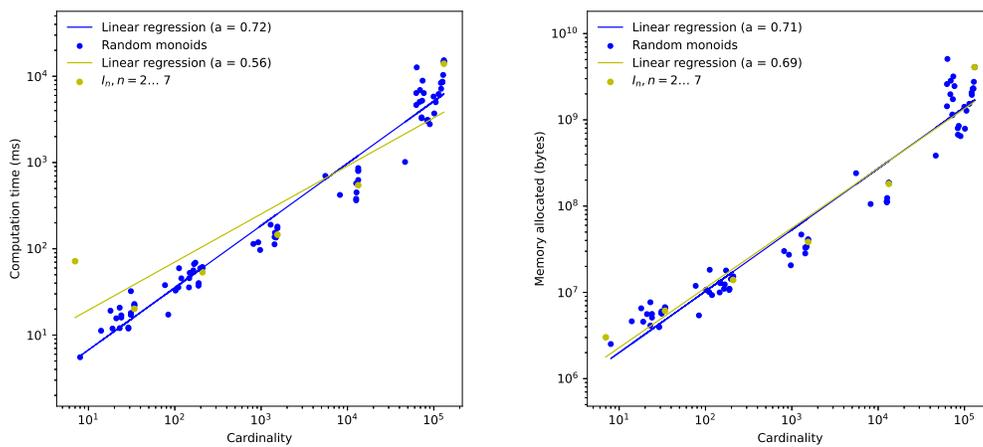 Linear regression (a = 0.72)
Random monoids
Linear regression (a = 0.56)
I_n, n = 2... 7
10^4
10^3
10^2
10^1
Computation time (ms)
10^1 10^2 10^3 10^4 10^5
Cardinality
Linear regression (a = 0.71)
Random monoids
Linear regression (a = 0.69)
I_n, n = 2... 7
10^10
10^9
10^8
10^7
10^6
Memory allocated (bytes)
10^1 10^2 10^3 10^4 10^5
Cardinality